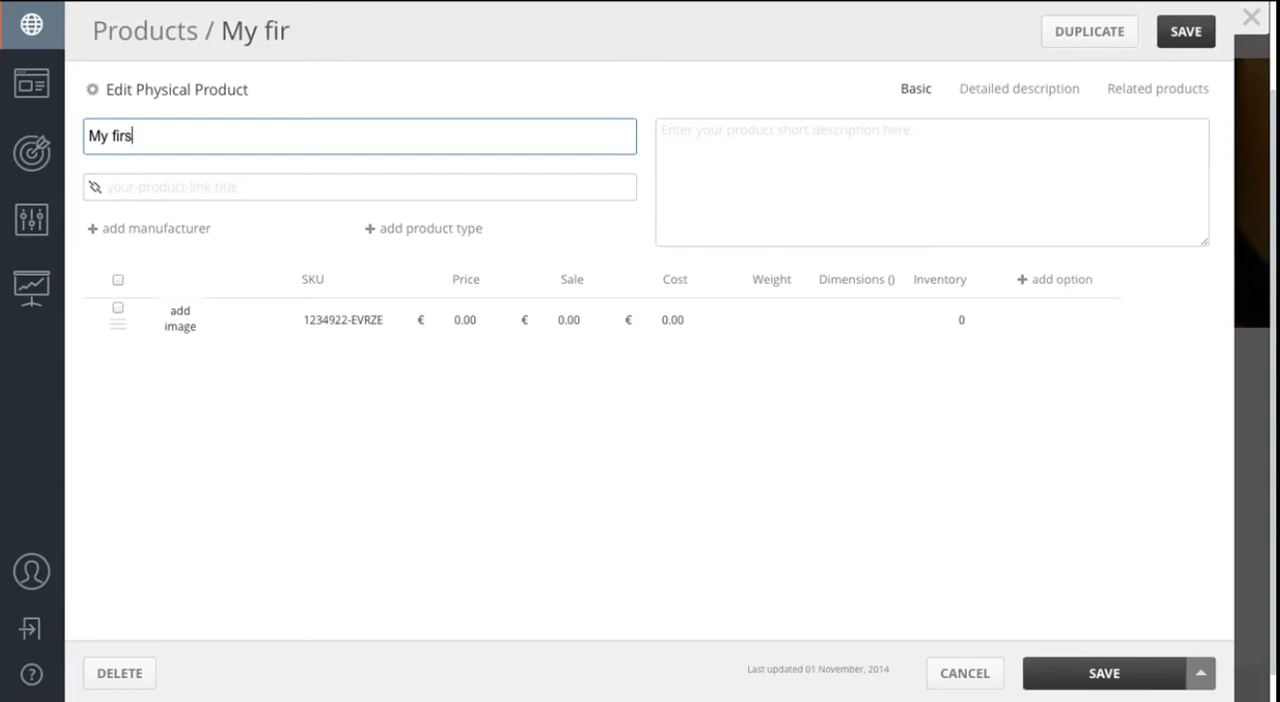 Products / My fir
DUPLICATE
SAVE
Edit Physical Product
Basic
Detailed description
Related products
My firs
Enter your product short description here.
your-product-link-title
+ add manufacturer
+ add product type
SKU
Price
Sale
Cost
Weight
Dimensions ()
Inventory
+ add option
add
image
1234922-EVRZE
€ 0.00
€ 0.00
€ 0.00
0
DELETE
Last updated 01 November, 2014
CANCEL
SAVE